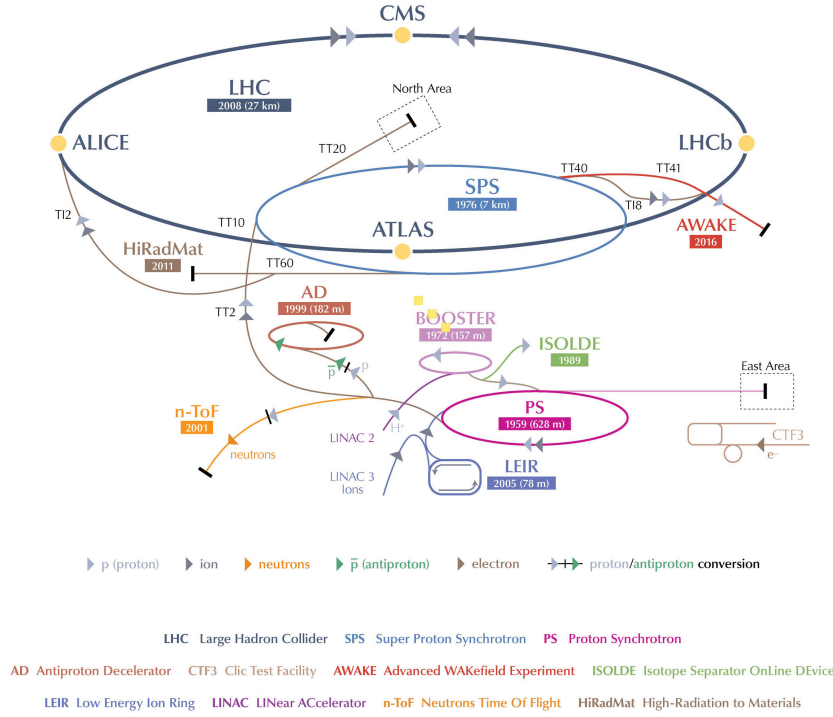 CMS
LHC
2008 (27 km)
North Area
ALICE
LHCb
TT20
TT40
TT41
SPS
1976 (7 km)
TI2
TT10
TI8
ATLAS
AWAKE
2016
HiRadMat
2011
TT60
AD
1999 (182 m)
TT2
BOOSTER
1972 (157 m)
ISOLDE
1989
p̅
p
East Area
n-ToF
2001
PS
1959 (628 m)
LINAC 2
H⁺
neutrons
CTF3
e⁻
LEIR
2005 (78 m)
LINAC 3
Ions
p (proton)
ion
neutrons
p̅ (antiproton)
electron
proton/antiproton conversion
LHC Large Hadron Collider SPS Super Proton Synchrotron PS Proton Synchrotron
AD Antiproton Decelerator CTF3 Clic Test Facility AWAKE Advanced WAKefield Experiment ISOLDE Isotope Separator OnLine DEvice
LEIR Low Energy Ion Ring LINAC LINear ACcelerator n-ToF Neutrons Time Of Flight HiRadMat High-Radiation to Materials